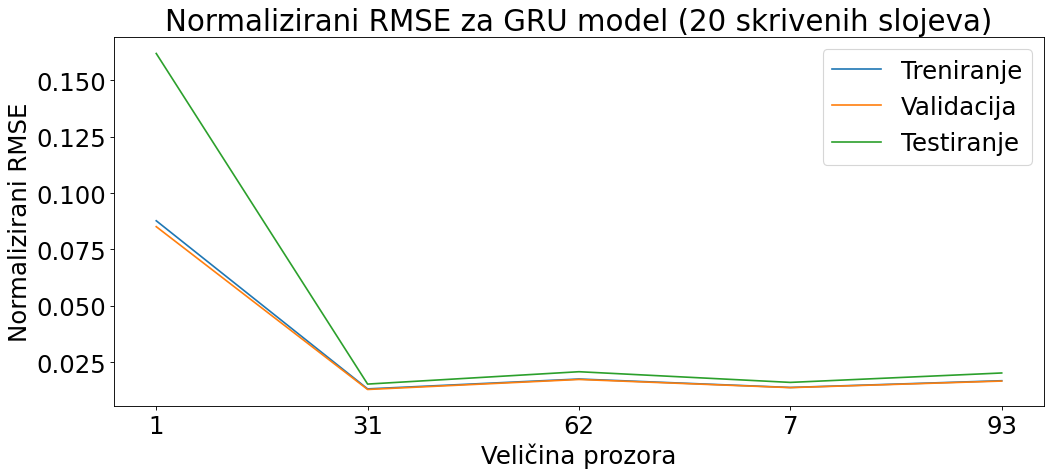 Normalizirani RMSE za GRU model (20 skrivenih slojeva)
Normalizirani RMSE
0.150
0.125
0.100
0.075
0.050
0.025
Treniranje
Validacija
Testiranje
1 31 62 7 93
Veličina prozora